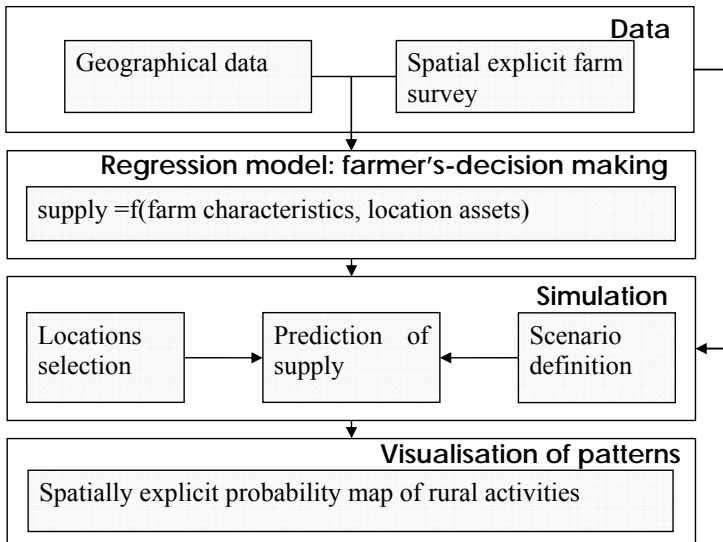 Data
Geographical data
Spatial explicit farm
survey
Regression model: farmer's-decision making
supply =f(farm characteristics, location assets)
Simulation
Locations
selection
Prediction of
supply
Scenario
definition
Visualisation of patterns
Spatially explicit probability map of rural activities